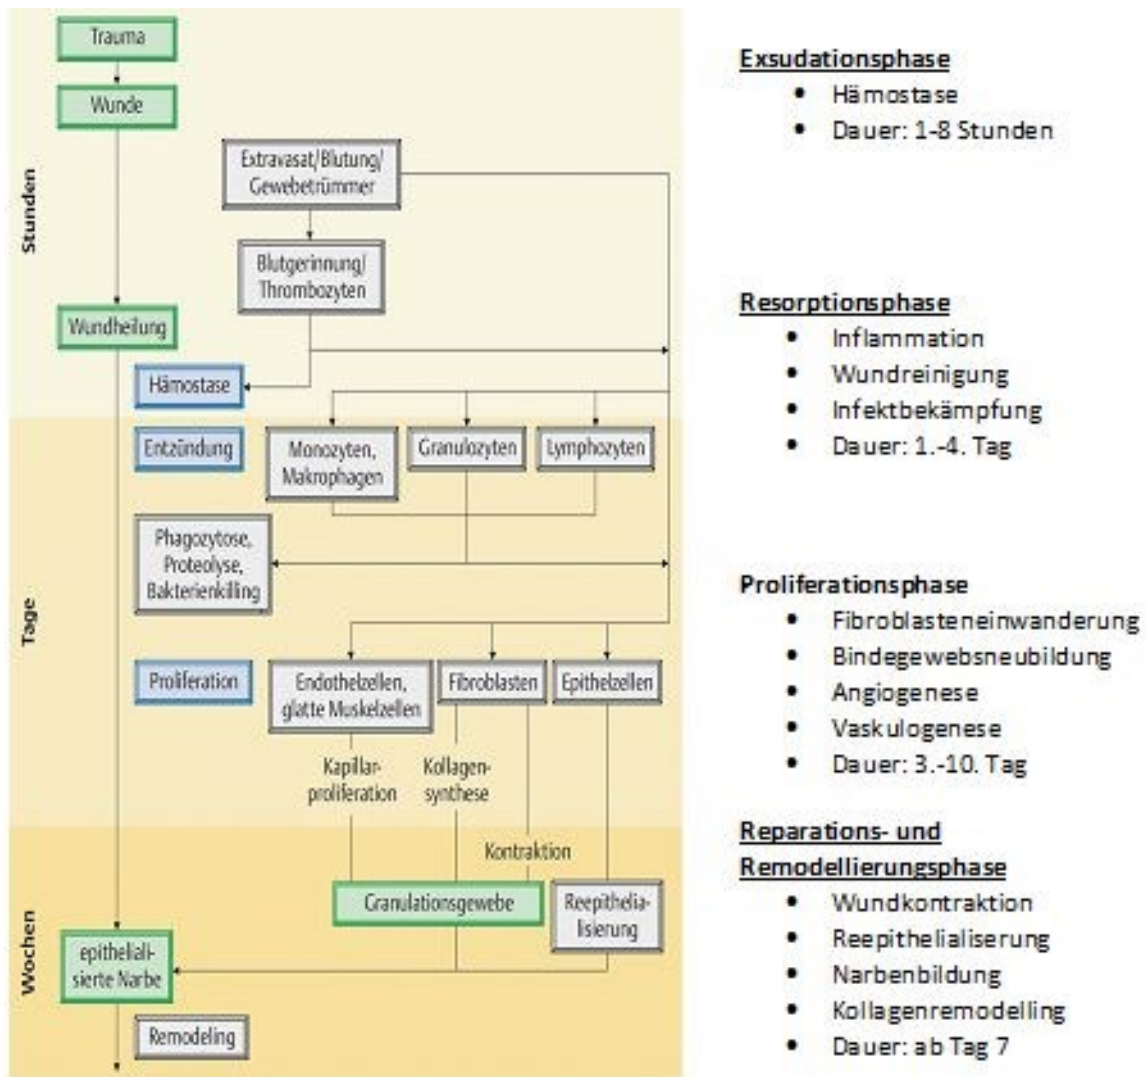 Trauma
Wunde
Extravasat/Blutung/
Gewebetrümmer
Blutgerinnung/
Thrombozyten
Wundheilung
Hämostase
Stunden
Entzündung
Monozyten,
Makrophagen
Granulozyten
Lymphozyten
Phagozytose,
Proteolyse,
Bakterienkilling
Tage
Proliferation
Endothelzellen,
glatte Muskelzellen
Fibroblasten
Epithelzellen
Kapillar-
proliferation
Kollagen-
synthese
Kontraktion
Granulationsgewebe
Reepithelia-
lisierung
Wochen
epitheliali-
sierte Narbe
Remodeling
Exsudationsphase
• Hämostase
• Dauer: 1-8 Stunden
Resorptionsphase
• Inflammation
• Wundreinigung
• Infektbekämpfung
• Dauer: 1.-4. Tag
Proliferationsphase
• Fibroblasteneinwanderung
• Bindegewebsneubildung
• Angiogenese
• Vaskulogenese
• Dauer: 3.-10. Tag
Reparations- und
Remodellierungsphase
• Wundkontraktion
• Reepithelialiserung
• Narbenbildung
• Kollagenremodelling
• Dauer: ab Tag 7